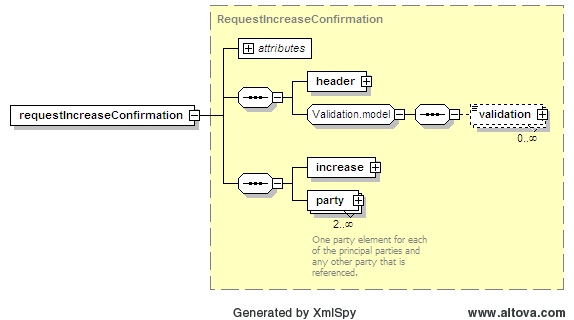 RequestIncreaseConfirmation
attributes
header
requestIncreaseConfirmation
Validation.model
validation
0..∞
increase
party
2..∞
One party element for each
of the principal parties and
any other party that is
referenced.
Generated by XmlSpy
www.altova.com